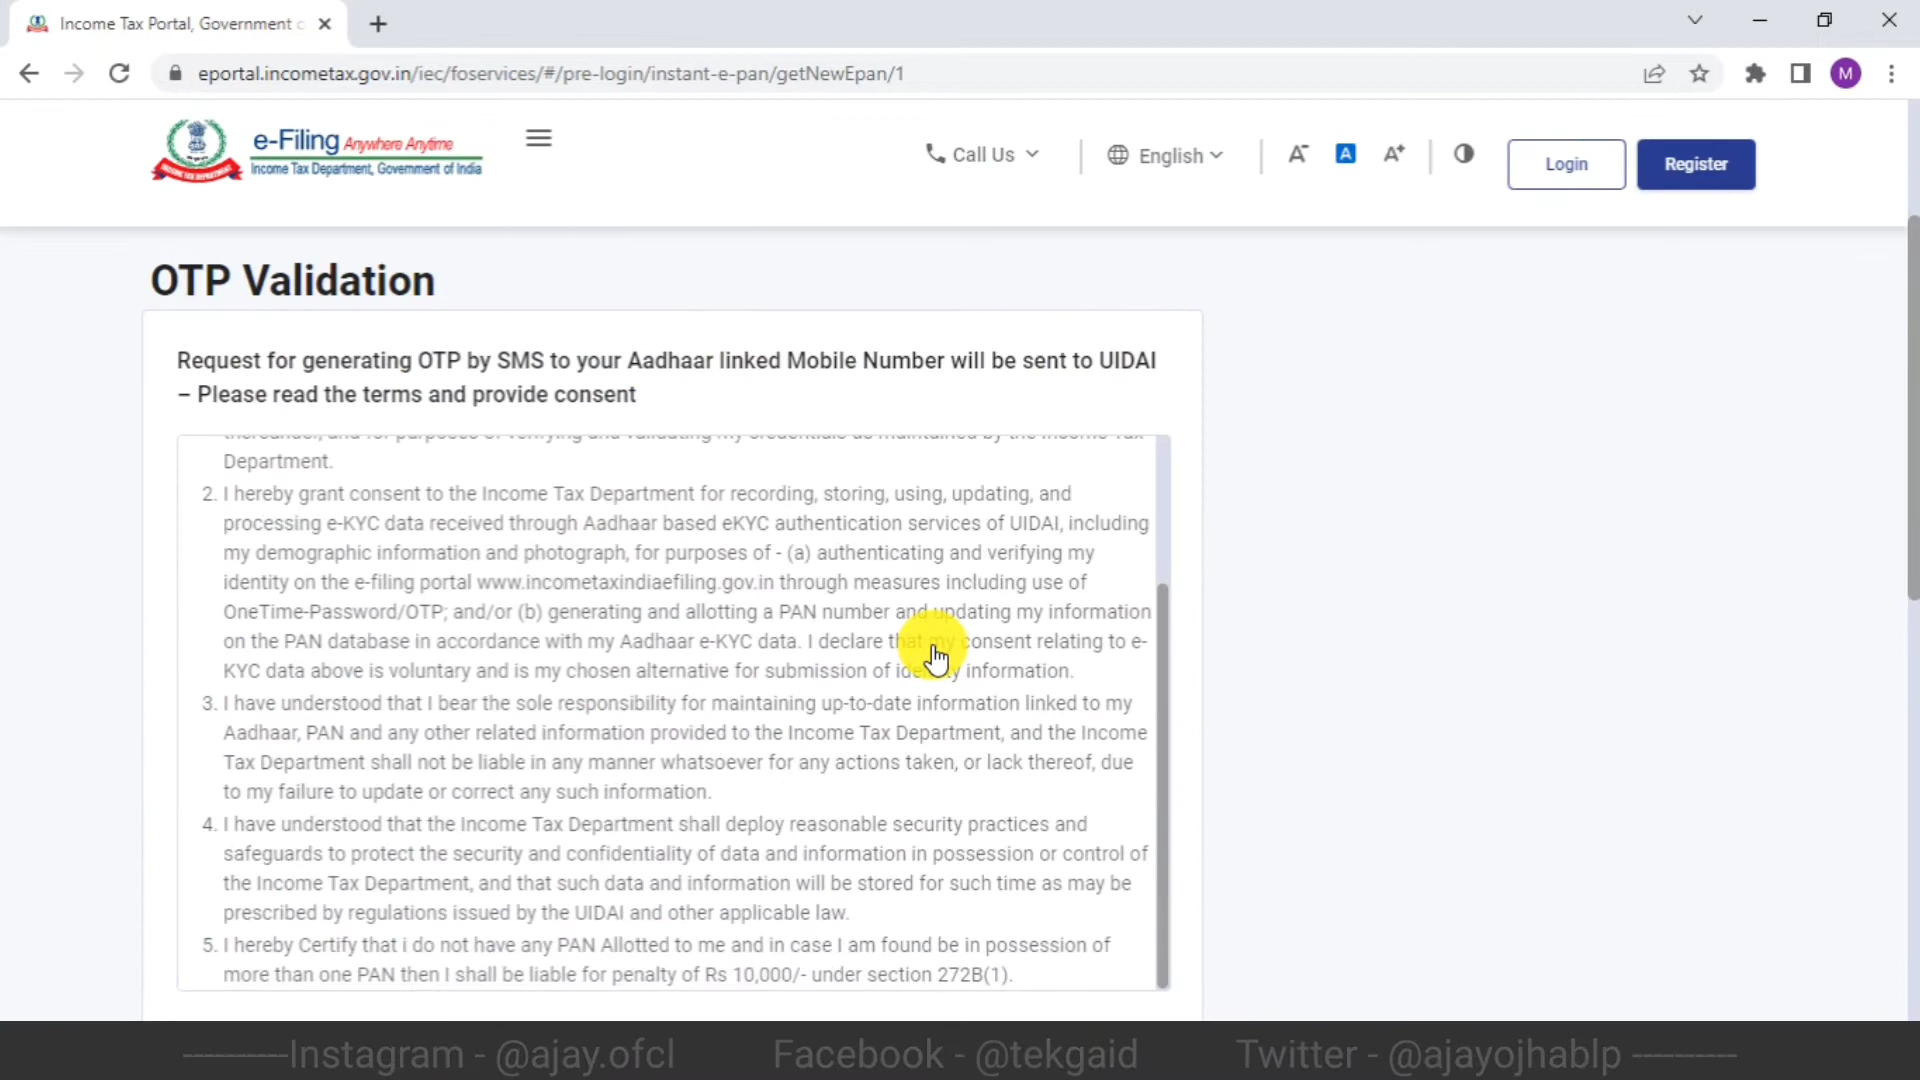 Income Tax Portal, Government
eportal.incometax.gov.in/iec/foservices/#/pre-login/instant-e-pan/getNewEpan/1
M
e-Filing Anywhere Anytime
Income Tax Department, Government of India
Call Us
English
A-
A
A+
Login
Register
OTP Validation
Request for generating OTP by SMS to your Aadhaar linked Mobile Number will be sent to UIDAI
– Please read the terms and provide consent
thereunder, and for purposes of verifying and validating my credentials as maintained by the Income Tax
Department.
2. I hereby grant consent to the Income Tax Department for recording, storing, using, updating, and
processing e-KYC data received through Aadhaar based eKYC authentication services of UIDAI, including
my demographic information and photograph, for purposes of - (a) authenticating and verifying my
identity on the e-filing portal www.incometaxindiaefiling.gov.in through measures including use of
OneTime-Password/OTP; and/or (b) generating and allotting a PAN number and updating my information
on the PAN database in accordance with my Aadhaar e-KYC data. I declare that my consent relating to e-
KYC data above is voluntary and is my chosen alternative for submission of identity information.
3. I have understood that I bear the sole responsibility for maintaining up-to-date information linked to my
Aadhaar, PAN and any other related information provided to the Income Tax Department, and the Income
Tax Department shall not be liable in any manner whatsoever for any actions taken, or lack thereof, due
to my failure to update or correct any such information.
4. I have understood that the Income Tax Department shall deploy reasonable security practices and
safeguards to protect the security and confidentiality of data and information in possession or control of
the Income Tax Department, and that such data and information will be stored for such time as may be
prescribed by regulations issued by the UIDAI and other applicable law.
5. I hereby Certify that i do not have any PAN Allotted to me and in case I am found be in possession of
more than one PAN then I shall be liable for penalty of Rs 10,000/- under section 272B(1).
----------Instagram - @ajay.ofcl Facebook - @tekgaid Twitter - @ajayojhablp ----------